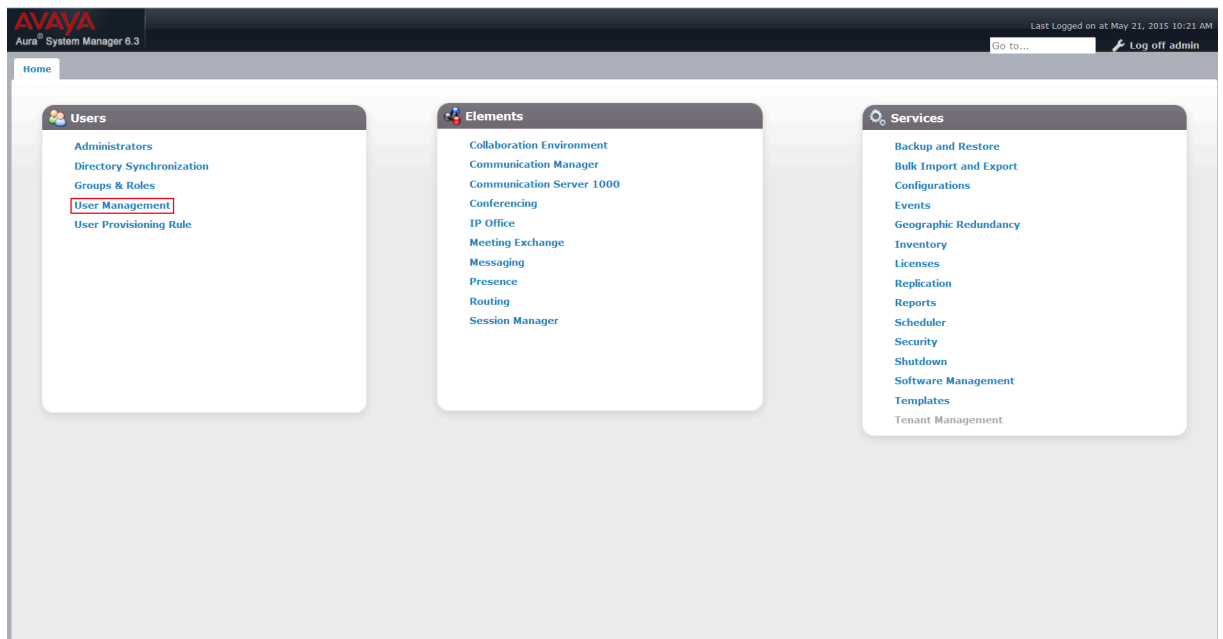 AVAYA
Aura® System Manager 6.3
Last Logged on at May 21, 2015 10:21 AM
Go to...
Log off admin
Home
Users
Administrators
Directory Synchronization
Groups & Roles
User Management
User Provisioning Rule
Elements
Collaboration Environment
Communication Manager
Communication Server 1000
Conferencing
IP Office
Meeting Exchange
Messaging
Presence
Routing
Session Manager
Services
Backup and Restore
Bulk Import and Export
Configurations
Events
Geographic Redundancy
Inventory
Licenses
Replication
Reports
Scheduler
Security
Shutdown
Software Management
Templates
Tenant Management